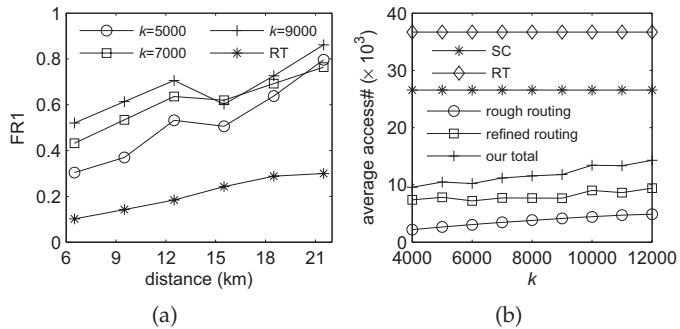 FR1
1
0.8
0.6
0.4
0.2
0
k=5000
k=9000
k=7000
RT
6
9
12
15
18
21
distance (km)
(a)
average access# (× 10³)
40
30
20
10
0
SC
RT
rough routing
refined routing
our total
4000
6000
8000
10000
12000
k
(b)